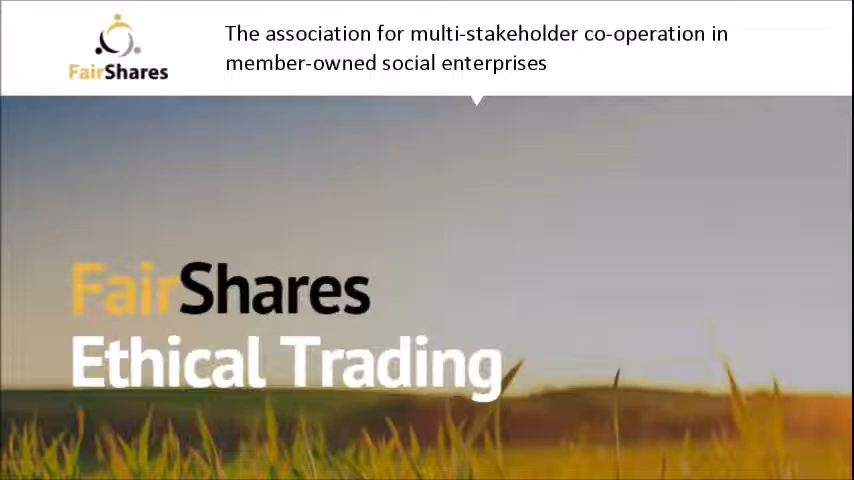 The association for multi-stakeholder co-operation in
member-owned social enterprises
FairShares
FairShares
Ethical Trading